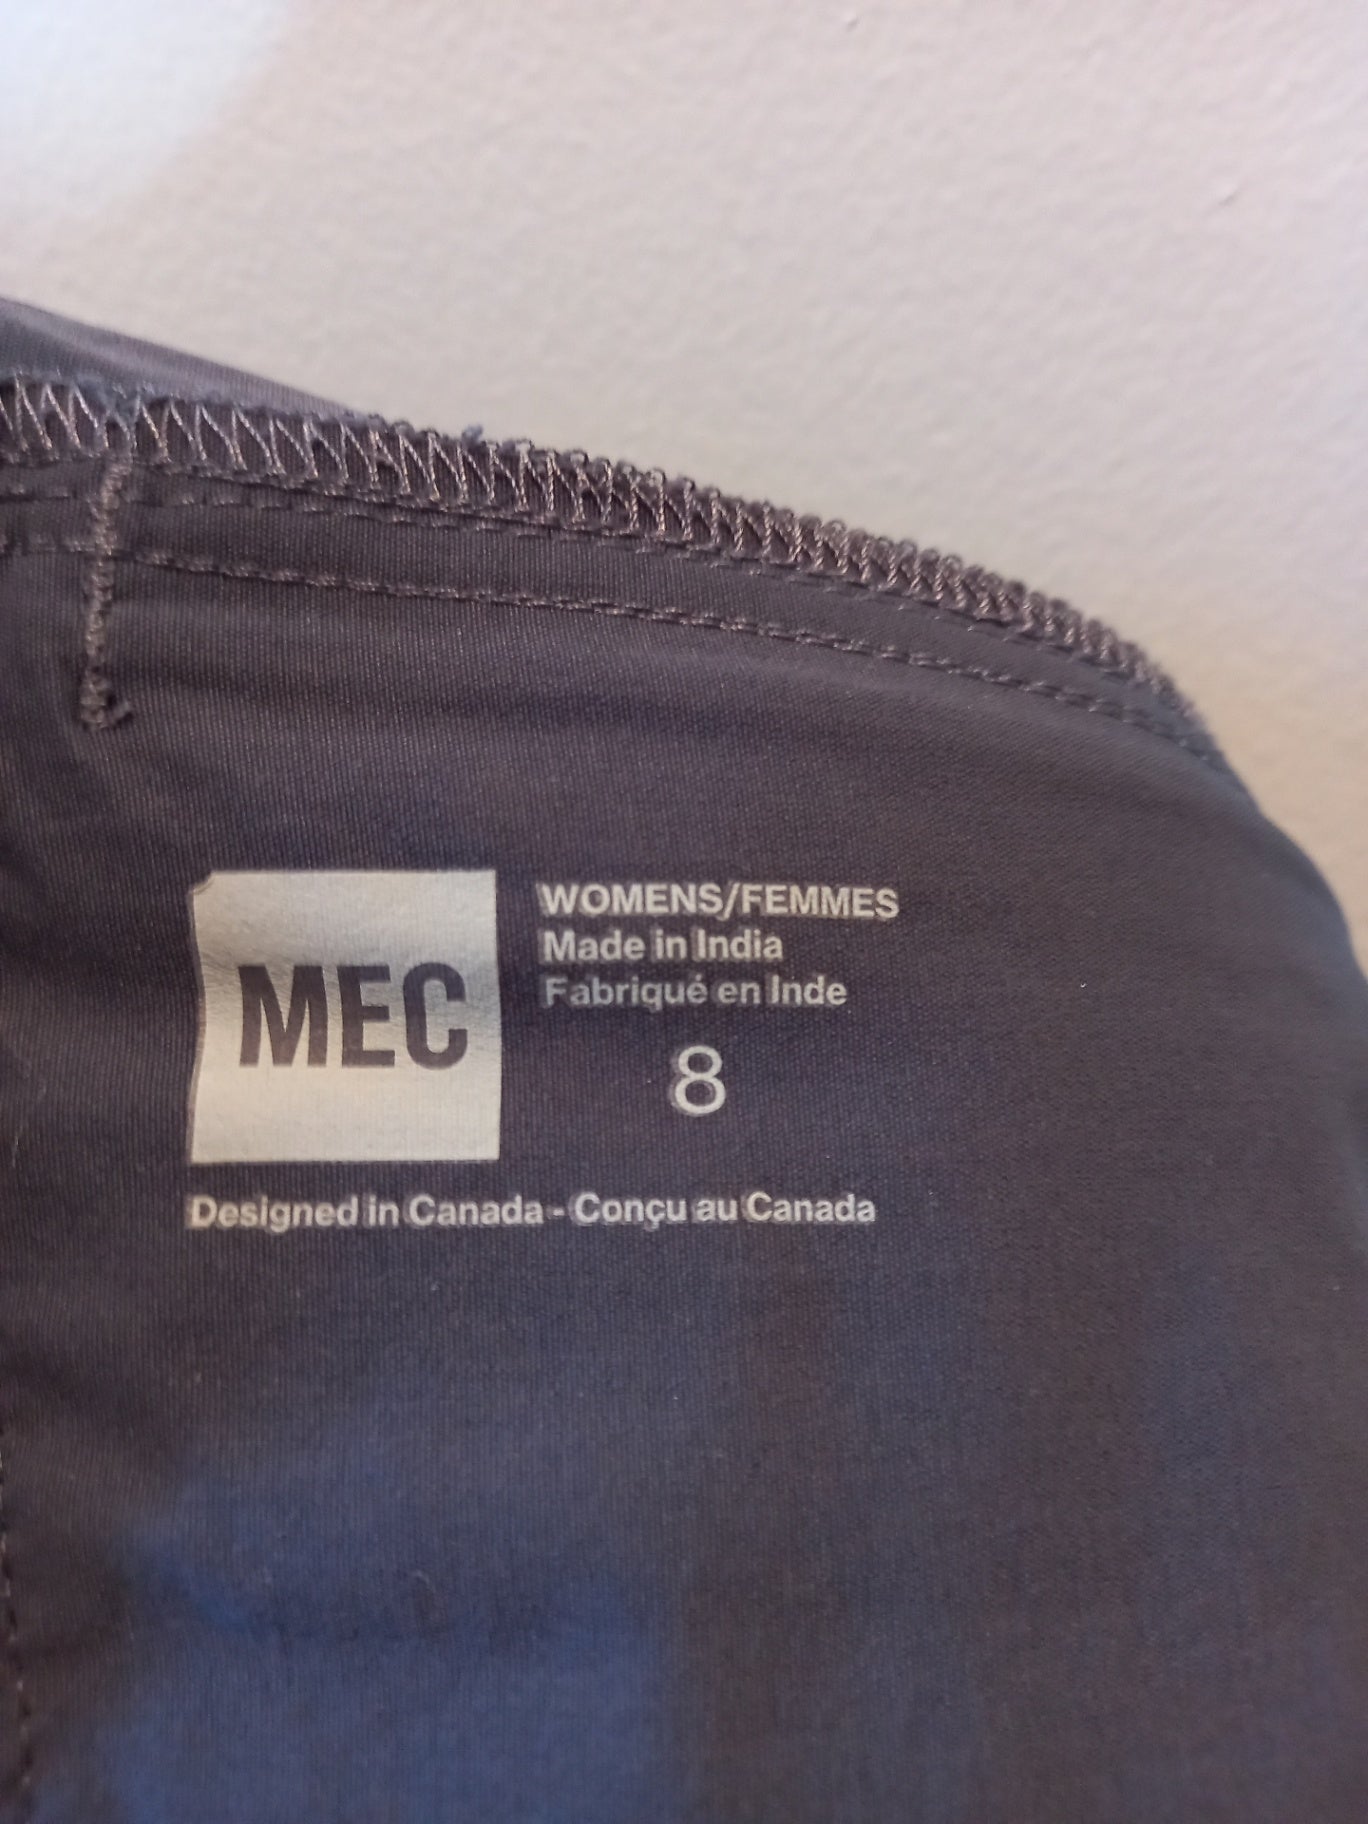 MEC
WOMENS/FEMMES
Made in India
Fabriqué en Inde
8
Designed in Canada - Conçu au Canada